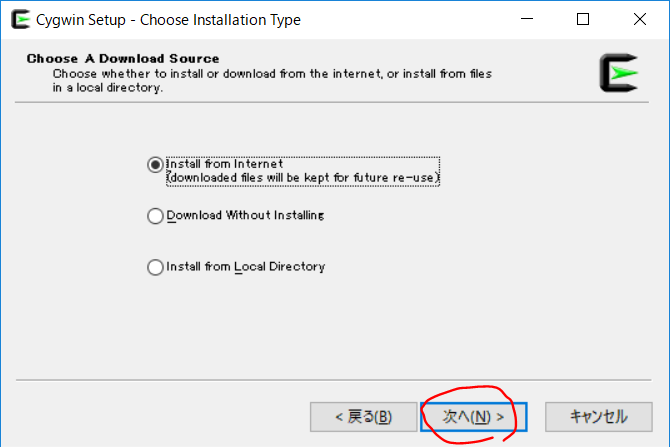 Cygwin Setup - Choose Installation Type
Choose A Download Source
Choose whether to install or download from the internet, or install from files
in a local directory.
Install from Internet
(downloaded files will be kept for future re-use)
Download Without Installing
Install from Local Directory
< 戻る(B)
次へ(N) >
キャンセル